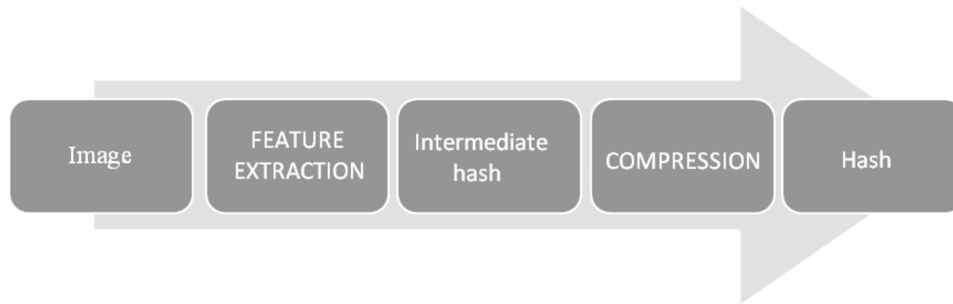 Image
FEATURE
EXTRACTION
Intermediate
hash
COMPRESSION
Hash